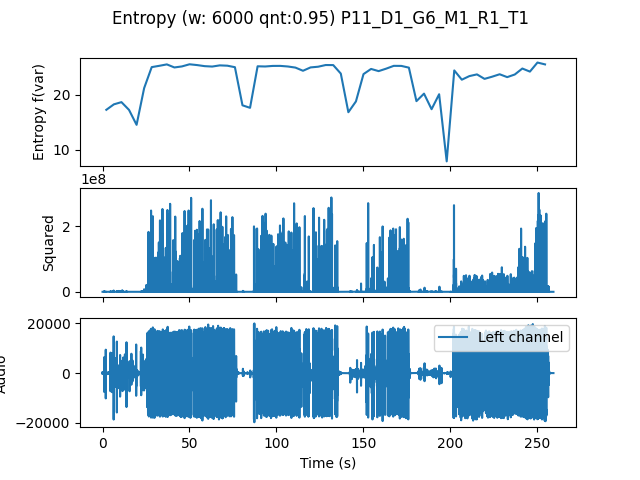 Entropy (w: 6000 qnt:0.95) P11_D1_G6_M1_R1_T1
Entropy f(var)
20
10
1e8
Squared
2
0
Audio
20000
0
−20000
Left channel
0
50
100
150
200
250
Time (s)